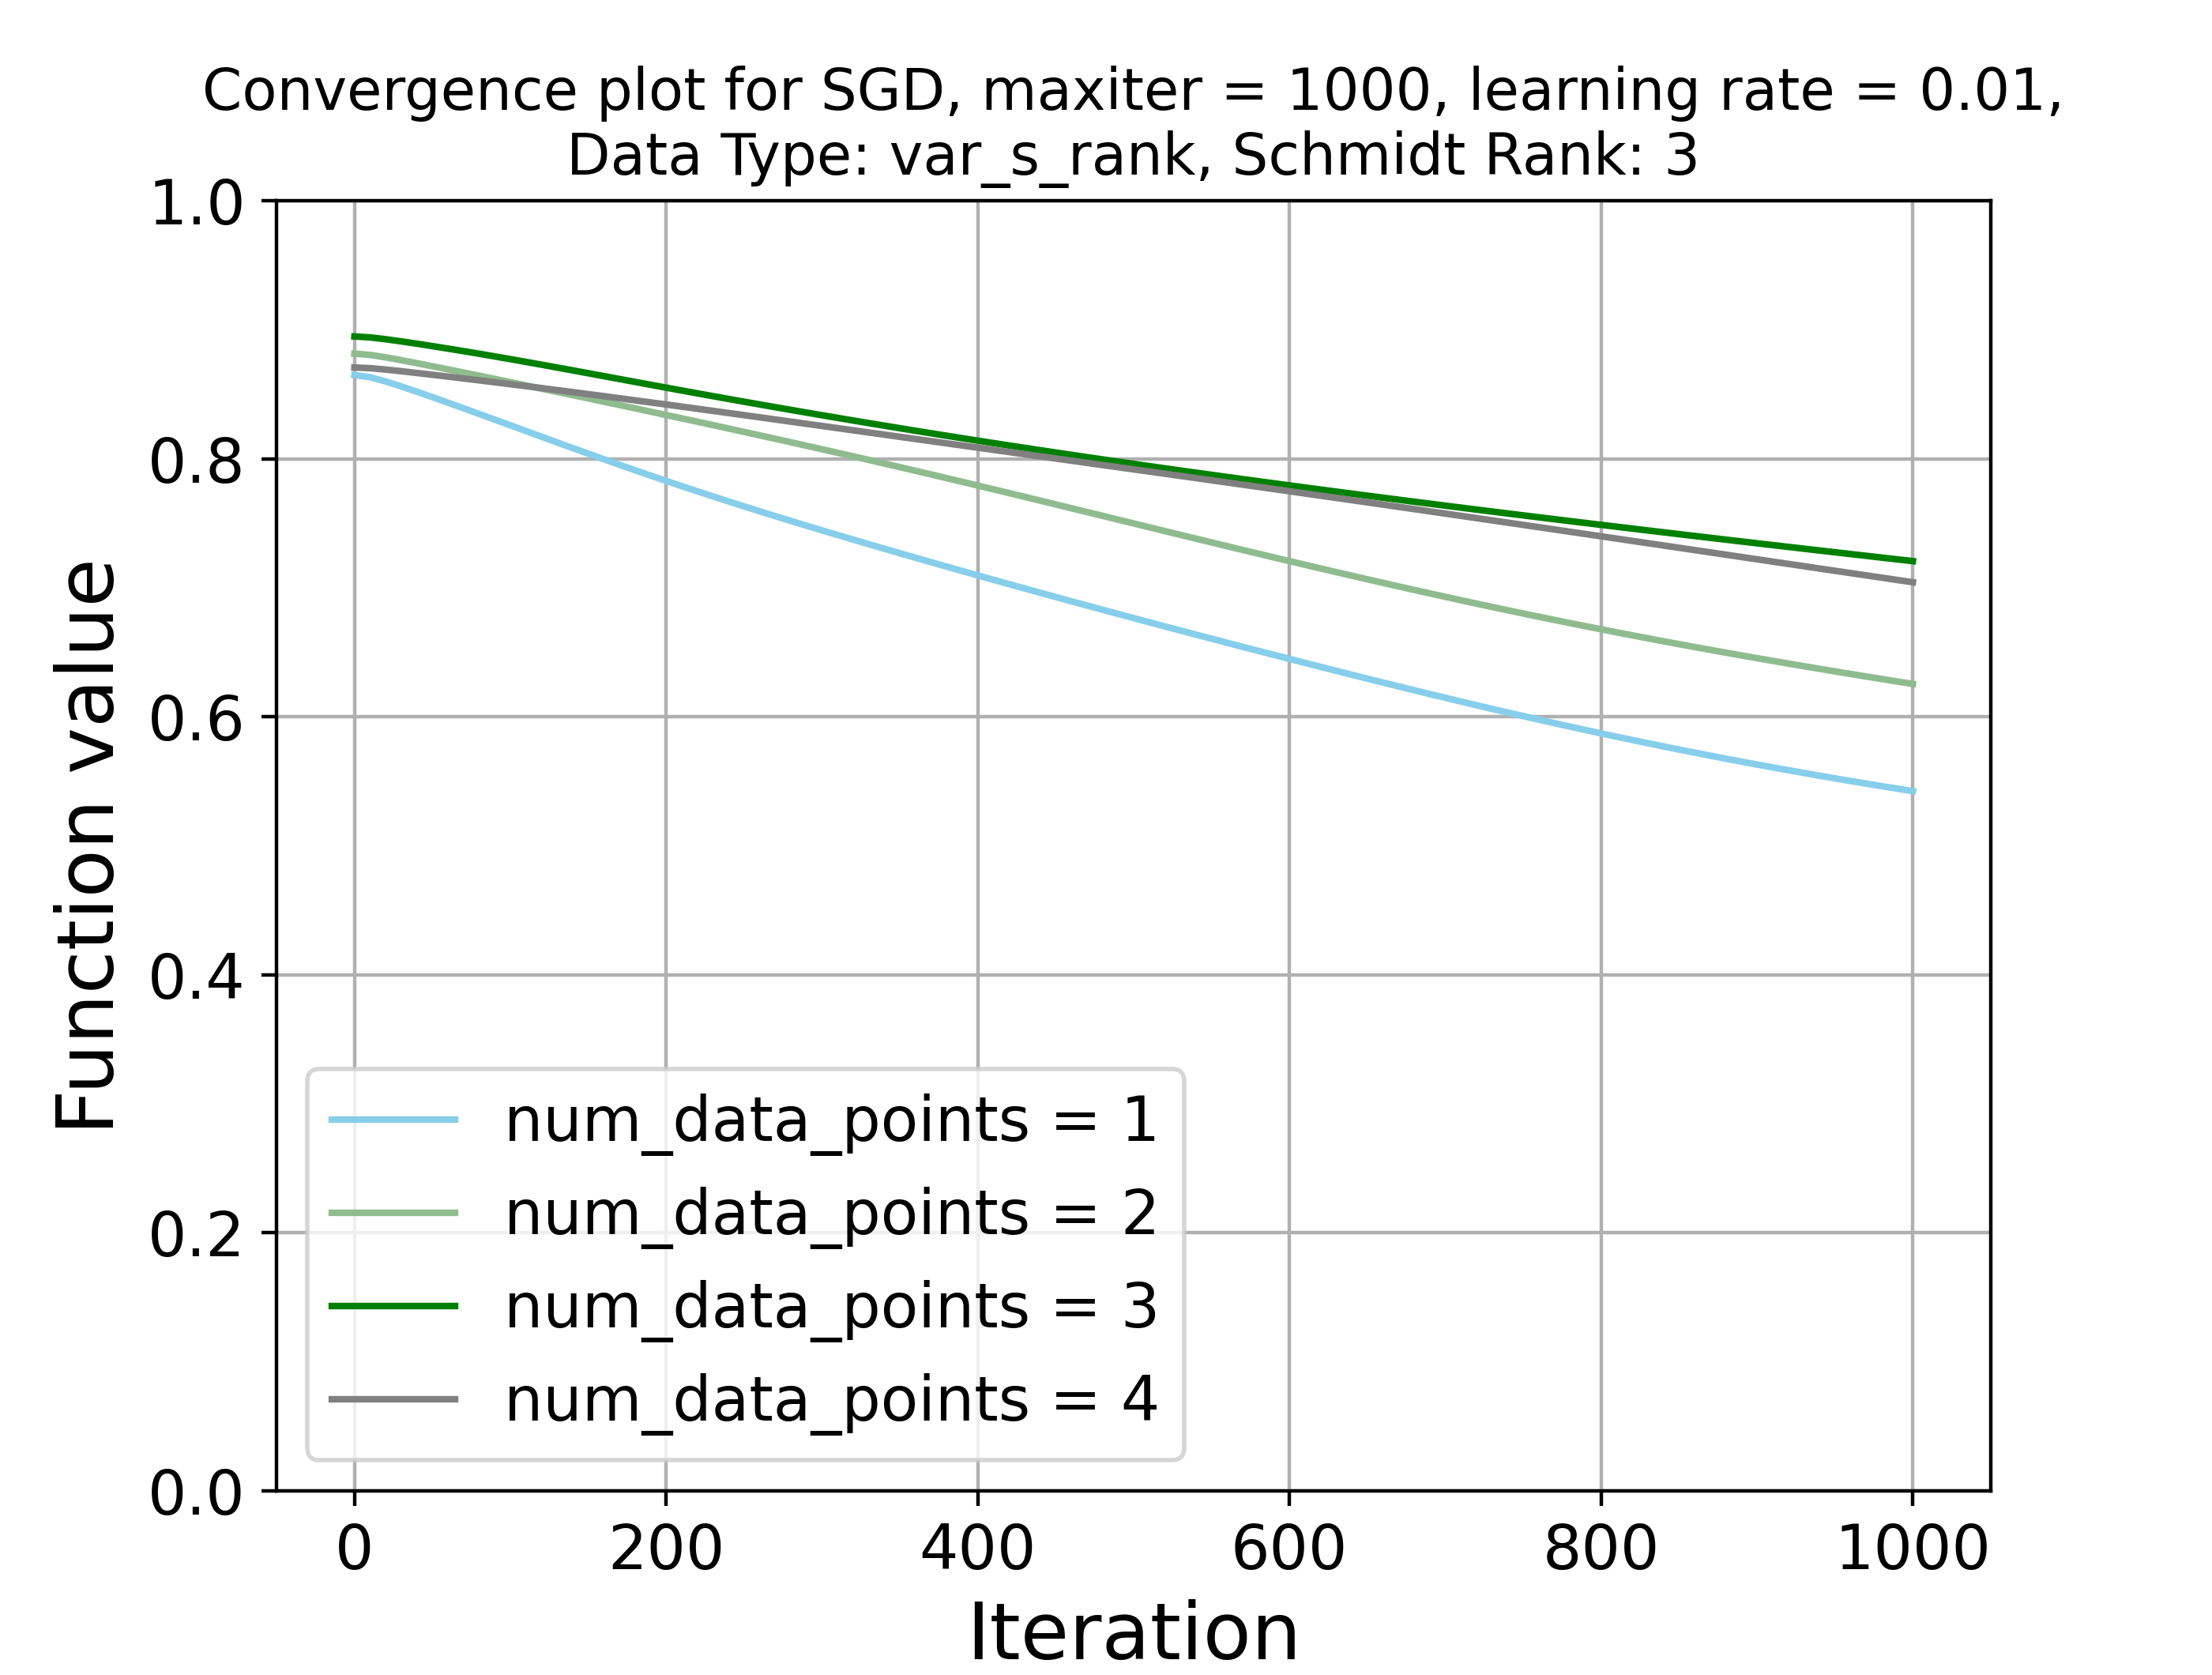 Convergence plot for SGD, maxiter = 1000, learning rate = 0.01,
Data Type: var_s_rank, Schmidt Rank: 3
1.0
0.8
0.6
0.4
0.2
0.0
Function value
num_data_points = 1
num_data_points = 2
num_data_points = 3
num_data_points = 4
0 200 400 600 800 1000
Iteration